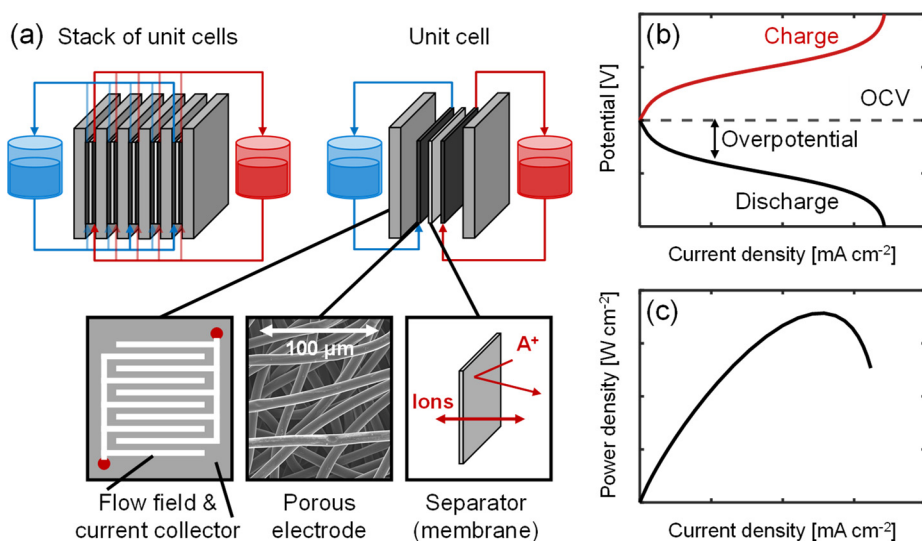 (a)
Stack of unit cells
Unit cell
100 µm
A⁺
Ions
Flow field &
current collector
Porous
electrode
Separator
(membrane)
(b)
Charge
OCV
Overpotential
Discharge
Potential [V]
Current density [mA cm⁻²]
(c)
Power density [W cm⁻²]
Current density [mA cm⁻²]